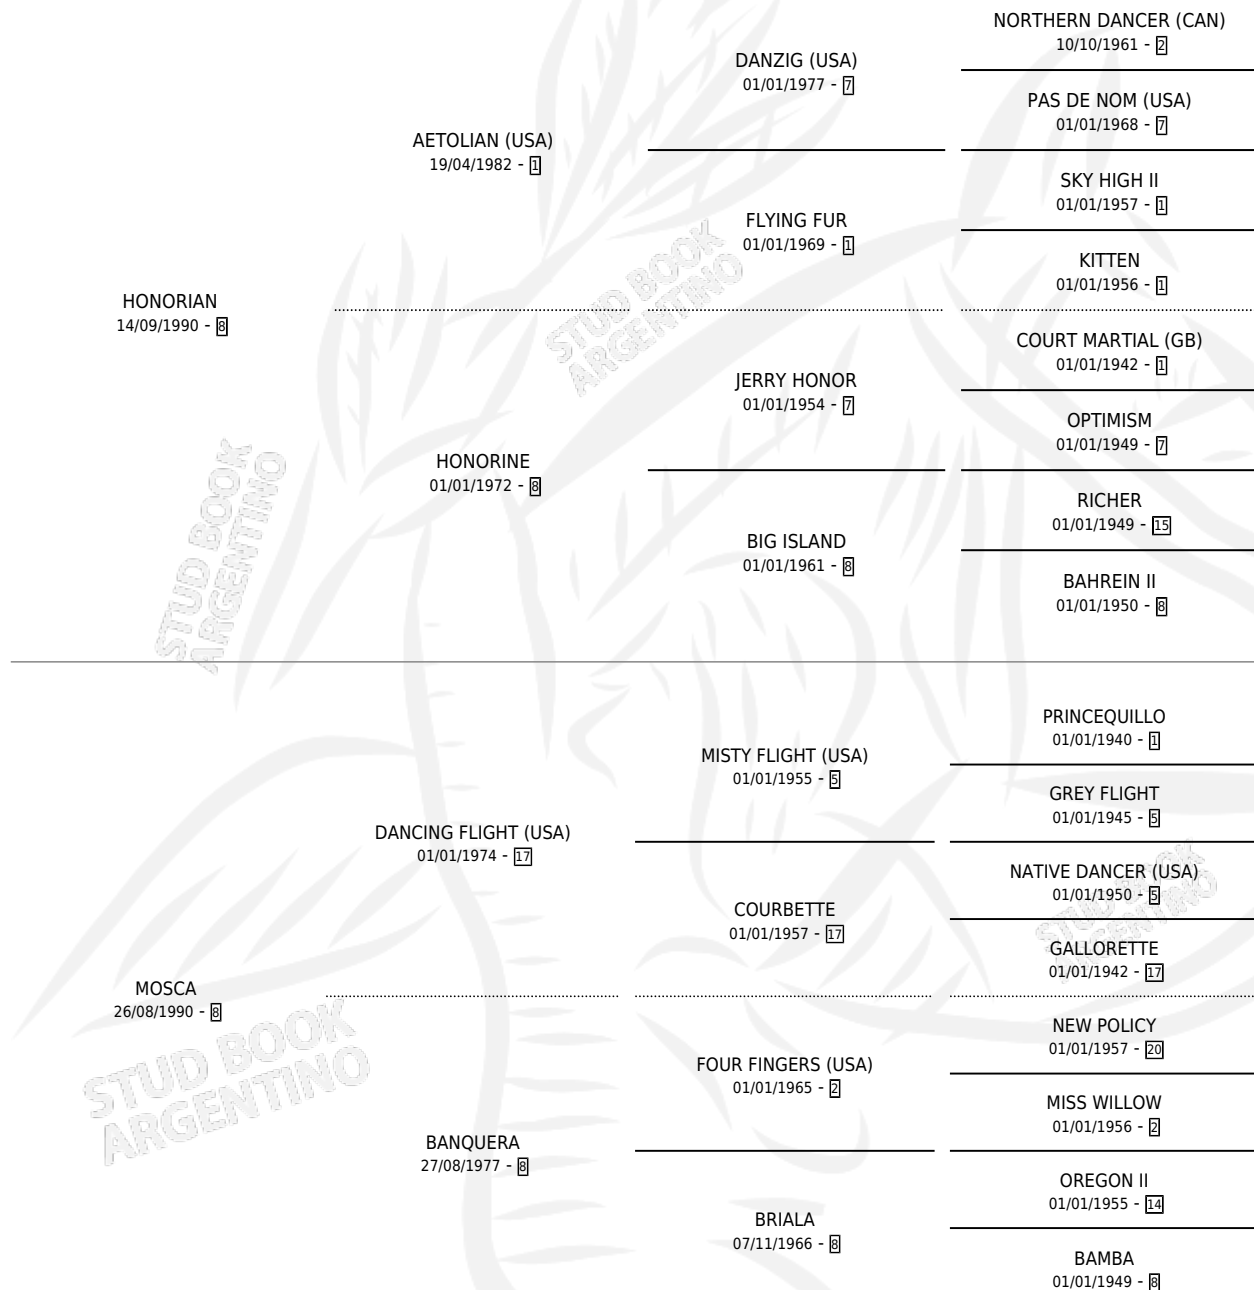 NORTHERN DANCER (CAN)
10/10/1961 - 2
DANZIG (USA)
01/01/1977 - 7
PAS DE NOM (USA)
01/01/1968 - 7
AETOLIAN (USA)
19/04/1982 - 1
SKY HIGH II
01/01/1957 - 1
FLYING FUR
01/01/1969 - 1
KITTEN
01/01/1956 - 1
HONORIAN
14/09/1990 - 8
COURT MARTIAL (GB)
01/01/1942 - 1
JERRY HONOR
01/01/1954 - 7
OPTIMISM
01/01/1949 - 7
HONORINE
01/01/1972 - 8
RICHER
01/01/1949 - 15
BIG ISLAND
01/01/1961 - 8
BAHREIN II
01/01/1950 - 8
PRINCEQUILLO
01/01/1940 - 1
MISTY FLIGHT (USA)
01/01/1955 - 5
GREY FLIGHT
01/01/1945 - 5
DANCING FLIGHT (USA)
01/01/1974 - 17
NATIVE DANCER (USA)
01/01/1950 - 5
COURBETTE
01/01/1957 - 17
GALLORETTE
01/01/1942 - 17
MOSCA
26/08/1990 - 8
NEW POLICY
01/01/1957 - 20
FOUR FINGERS (USA)
01/01/1965 - 2
MISS WILLOW
01/01/1956 - 2
BANQUERA
27/08/1977 - 8
OREGON II
01/01/1955 - 14
BRIALA
07/11/1966 - 8
BAMBA
01/01/1949 - 8
STUD BOOK
ARGENTINO
STUD BOOK
ARGENTINO
STUD BOOK
ARGENTINO
STUD BOOK
ARGENTINO